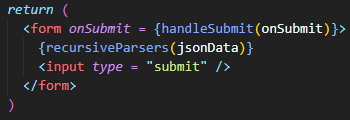 return (
<form onSubmit = {handleSubmit(onSubmit)}>
{recursiveParsers(jsonData)}
<input type = "submit" />
</form>
)